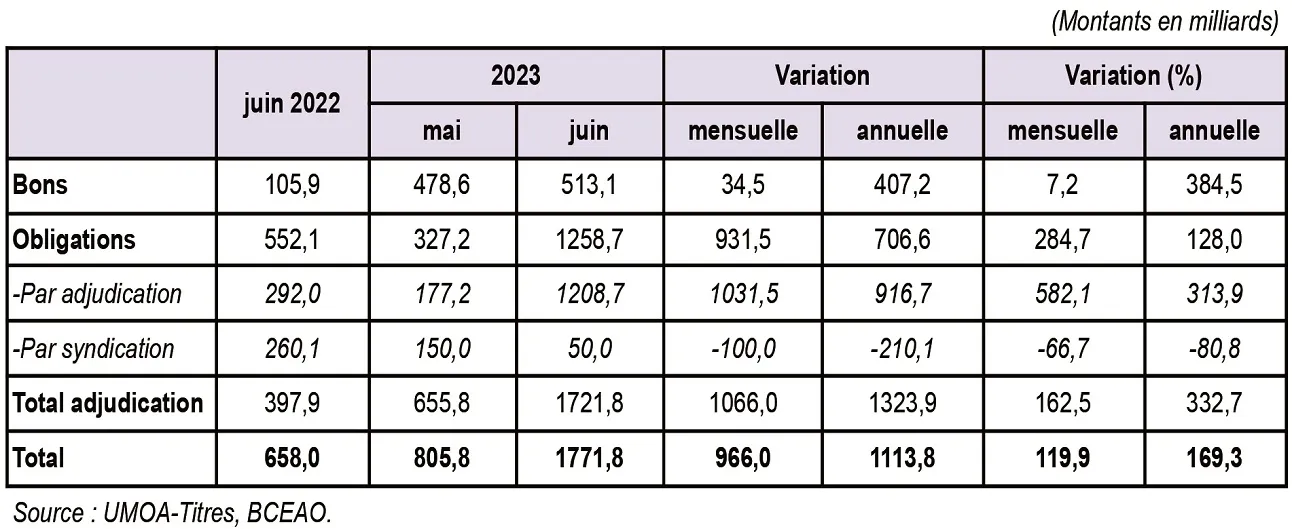 (Montants en milliards)
juin 2022 2023 Variation Variation (%)
mai juin mensuelle annuelle mensuelle annuelle
Bons 105,9 478,6 513,1 34,5 407,2 7,2 384,5
Obligations 552,1 327,2 1258,7 931,5 706,6 284,7 128,0
-Par adjudication 292,0 177,2 1208,7 1031,5 916,7 582,1 313,9
-Par syndication 260,1 150,0 50,0 -100,0 -210,1 -66,7 -80,8
Total adjudication 397,9 655,8 1721,8 1066,0 1323,9 162,5 332,7
Total 658,0 805,8 1771,8 966,0 1113,8 119,9 169,3
Source : UMOA-Titres, BCEAO.